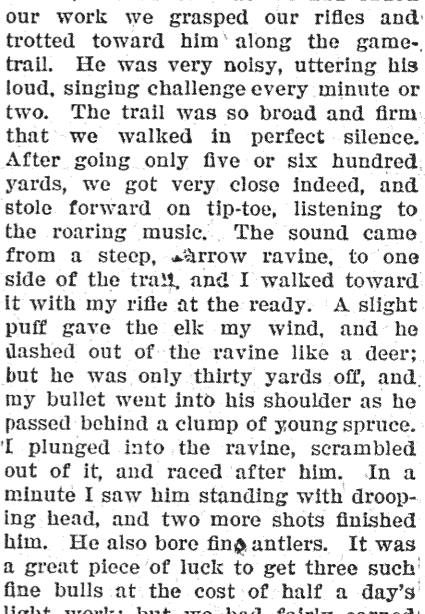 our work we grasped our rifles and
trotted toward him along the game-
trail. He was very noisy, uttering his
loud, singing challenge every minute or
two. The trail was so broad and firm
that we walked in perfect silence.
After going only five or six hundred
yards, we got very close indeed, and
stole forward on tip-toe, listening to
the roaring music. The sound came
from a steep, narrow ravine, to one
side of the trail, and I walked toward
it with my rifle at the ready. A slight
puff gave the elk my wind, and he
dashed out of the ravine like a deer;
but he was only thirty yards off, and
my bullet went into his shoulder as he
passed behind a clump of young spruce.
I plunged into the ravine, scrambled
out of it, and raced after him. In a
minute I saw him standing with droop-
ing head, and two more shots finished
him. He also bore fine antlers. It was
a great piece of luck to get three such
fine bulls at the cost of half a day's
light work; but we had fairly earned